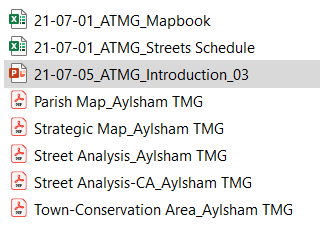 21-07-01_ATMG_Mapbook
21-07-01_ATMG_Streets Schedule
21-07-05_ATMG_Introduction_03
Parish Map_Aylsham TMG
Strategic Map_Aylsham TMG
Street Analysis_Aylsham TMG
Street Analysis-CA_Aylsham TMG
Town-Conservation Area_Aylsham TMG